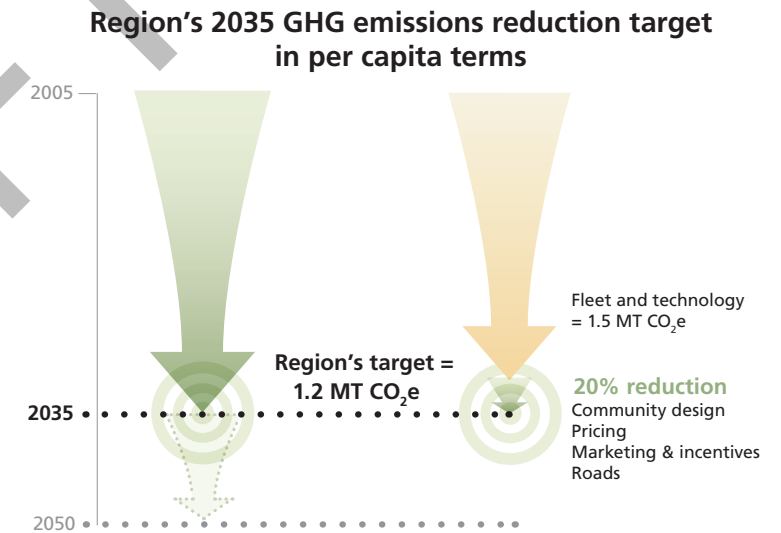 Region's 2035 GHG emissions reduction target
in per capita terms
2005
Fleet and technology
= 1.5 MT CO₂e
Region's target =
1.2 MT CO₂e
20% reduction
2035
Community design
Pricing
Marketing & incentives
Roads
2050